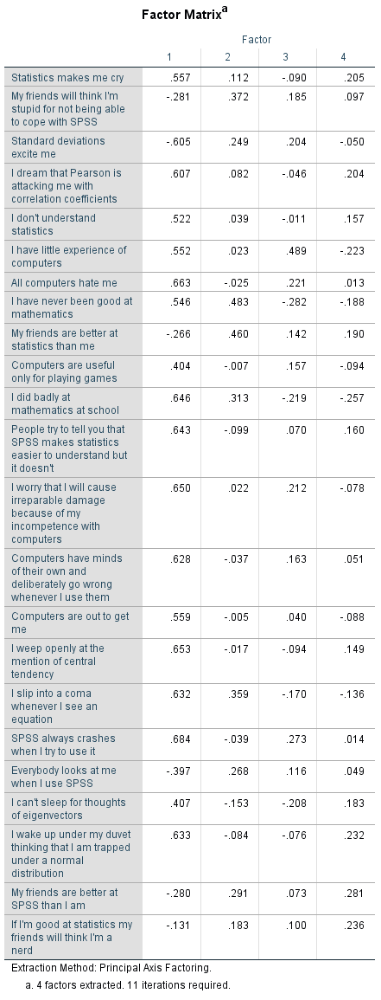 Factor Matrixa
Factor
1 2 3 4
Statistics makes me cry .557 .112 -.090 .205
My friends will think I'm -.281 .372 .185 .097
stupid for not being able
to cope with SPSS
Standard deviations -.605 .249 .204 -.050
excite me
I dream that Pearson is .607 .082 -.046 .204
attacking me with
correlation coefficients
I don't understand .522 .039 -.011 .157
statistics
I have little experience of .552 .023 .489 -.223
computers
All computers hate me .663 -.025 .221 .013
I have never been good at .546 .483 -.282 -.188
mathematics
My friends are better at -.266 .460 .142 .190
statistics than me
Computers are useful .404 -.007 .157 -.094
only for playing games
I did badly at .646 .313 -.219 -.257
mathematics at school
People try to tell you that .643 -.099 .070 .160
SPSS makes statistics
easier to understand but
it doesn't
I worry that I will cause .650 .022 .212 -.078
irreparable damage
because of my
incompetence with
computers
Computers have minds .628 -.037 .163 .051
of their own and
deliberately go wrong
whenever I use them
Computers are out to get .559 -.005 .040 -.088
me
I weep openly at the .653 -.017 -.094 .149
mention of central
tendency
I slip into a coma .632 .359 -.170 -.136
whenever I see an
equation
SPSS always crashes .684 -.039 .273 .014
when I try to use it
Everybody looks at me -.397 .268 .116 .049
when I use SPSS
I can't sleep for thoughts .407 -.153 -.208 .183
of eigenvectors
I wake up under my duvet .633 -.084 -.076 .232
thinking that I am trapped
under a normal
distribution
My friends are better at -.280 .291 .073 .281
SPSS than I am
If I'm good at statistics my -.131 .183 .100 .236
friends will think I'm a
nerd
Extraction Method: Principal Axis Factoring.
a. 4 factors extracted. 11 iterations required.